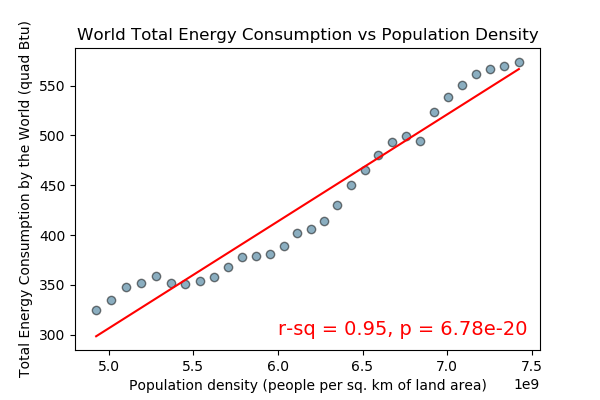 World Total Energy Consumption vs Population Density
Total Energy Consumption by the World (quad Btu)
550
500
450
400
350
300
r-sq = 0.95, p = 6.78e-20
5.0 5.5 6.0 6.5 7.0 7.5
1e9
Population density (people per sq. km of land area)